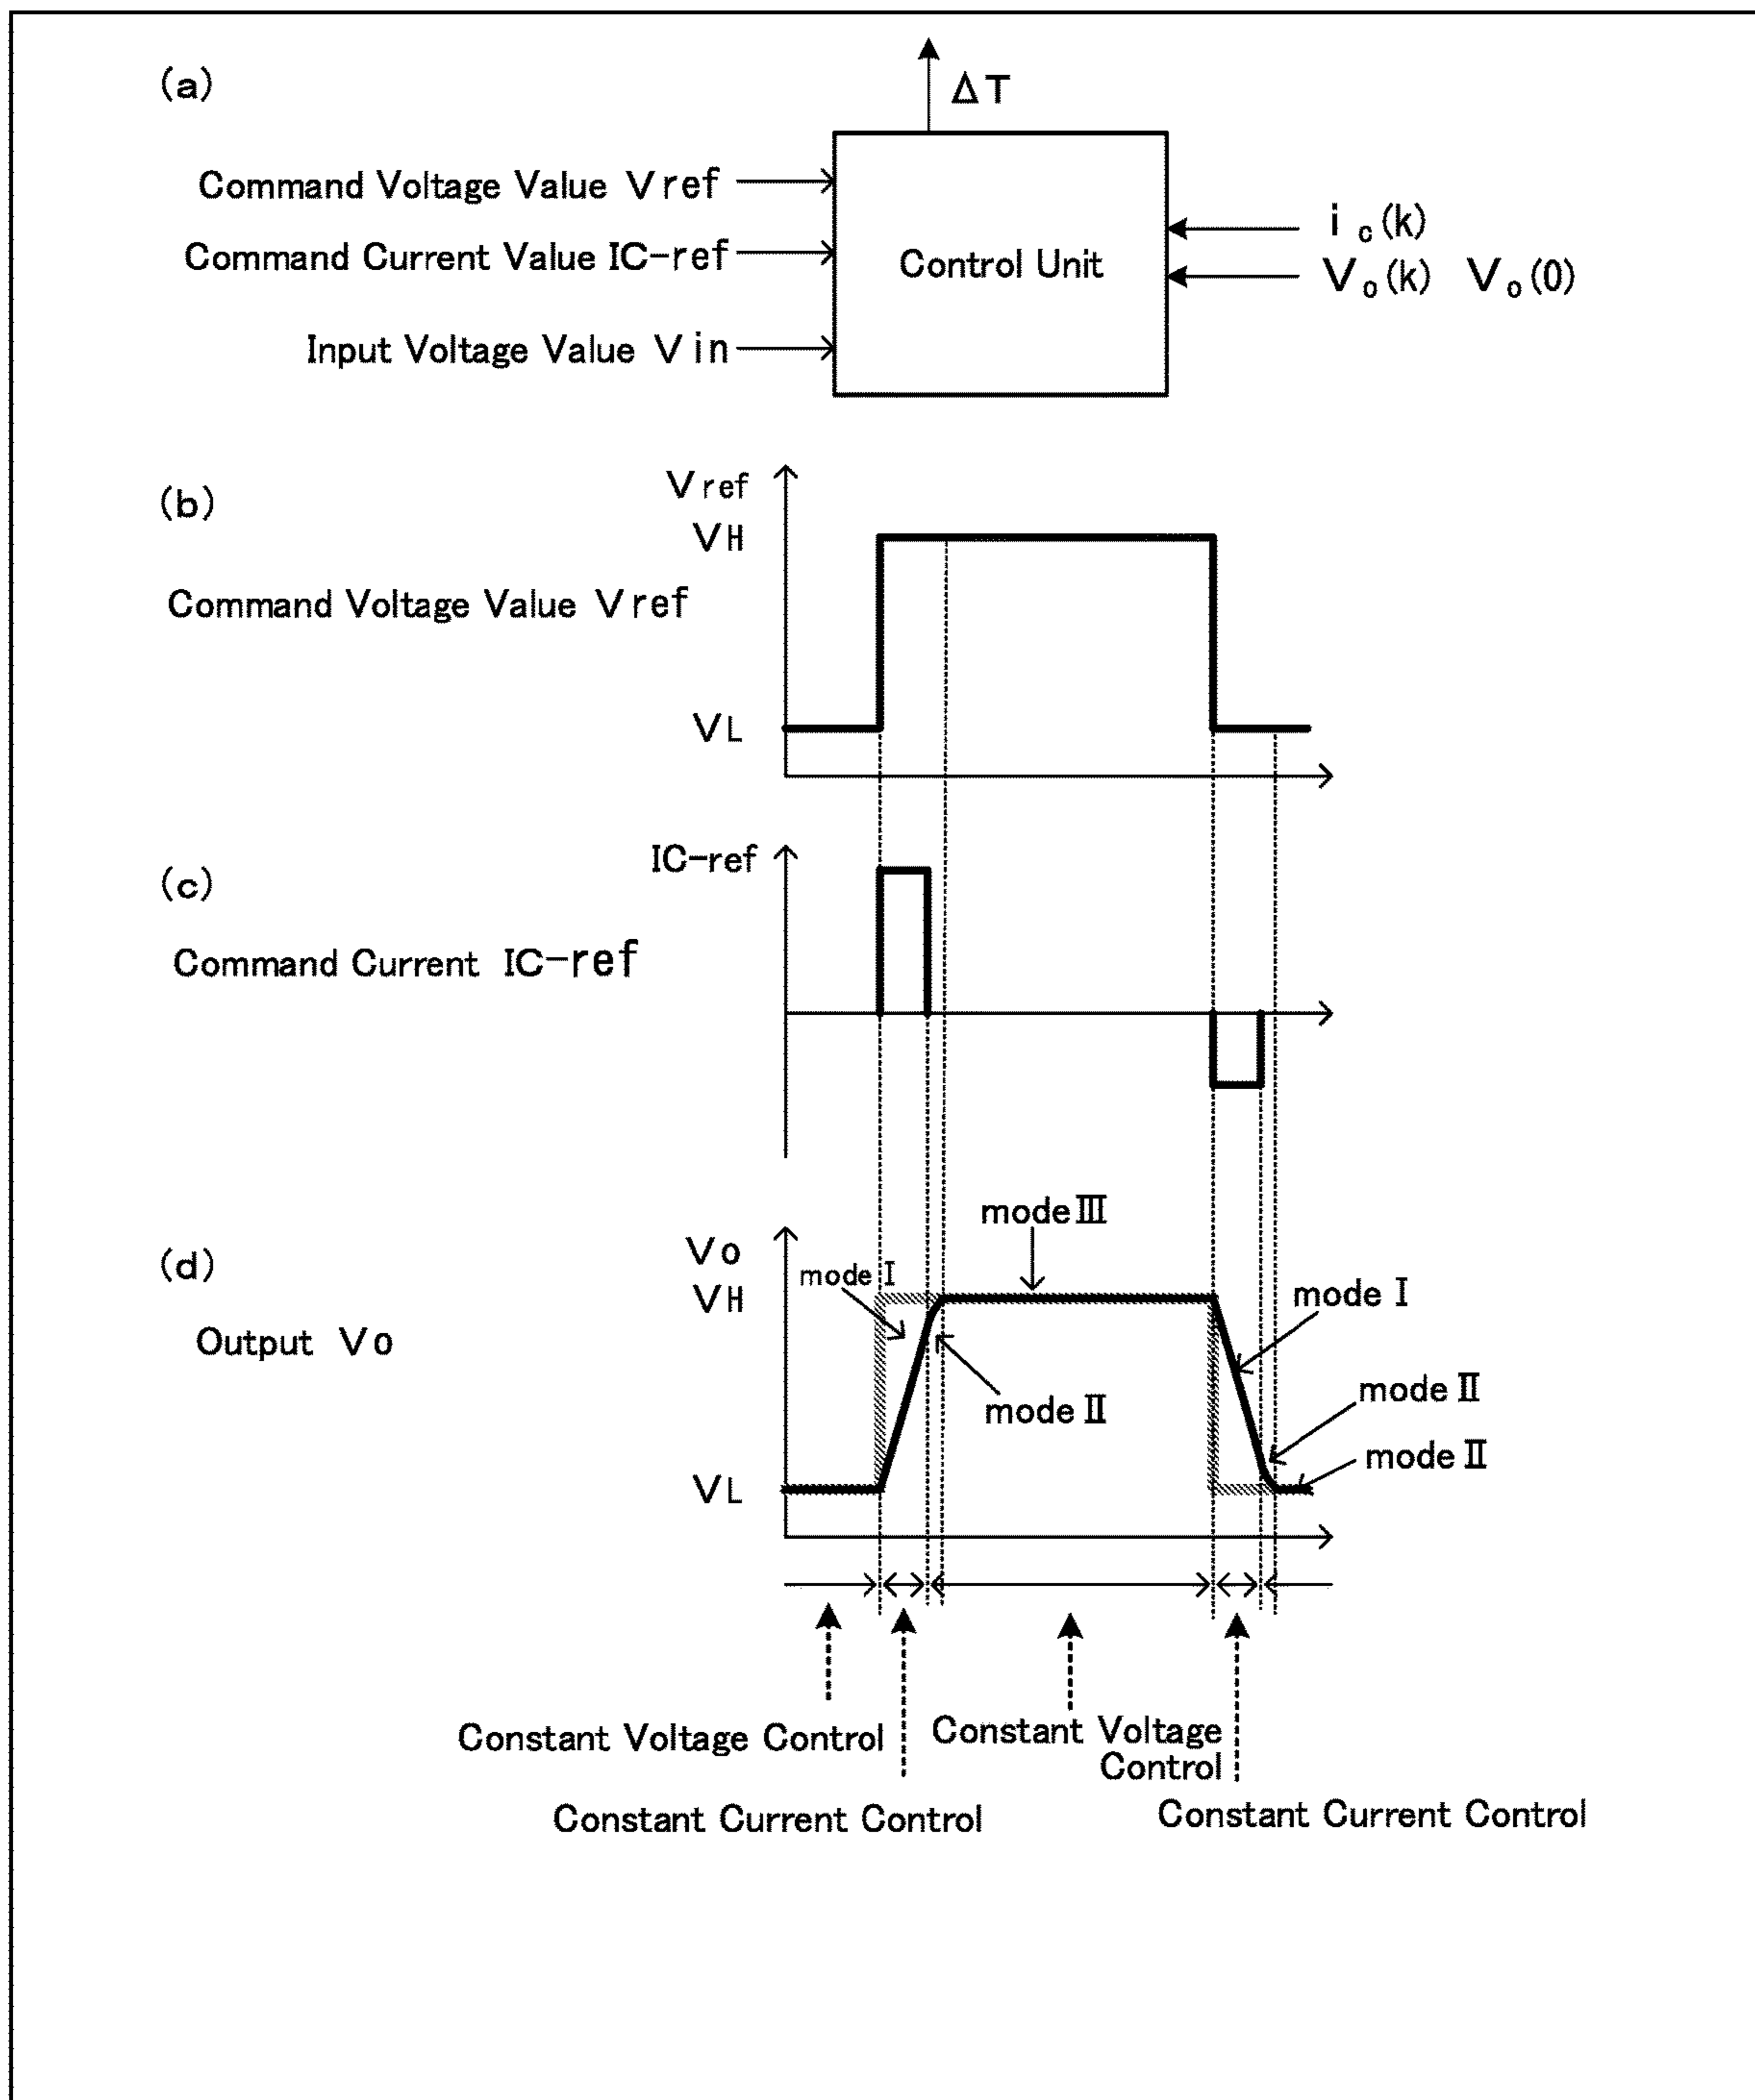 (a)
ΔT
Command Voltage Value Vref
Command Current Value IC-ref
Input Voltage Value Vin
Control Unit
ic(k)
Vo(k) Vo(0)
(b)
Vref
VH
Command Voltage Value Vref
VL
(c)
IC-ref
Command Current IC-ref
(d)
Vo
VH
Output Vo
VL
mode Ⅰ
mode Ⅲ
mode Ⅱ
mode Ⅰ
mode Ⅱ
mode Ⅱ
Constant Voltage Control
Constant Current Control
Constant Voltage
Control
Constant Current Control